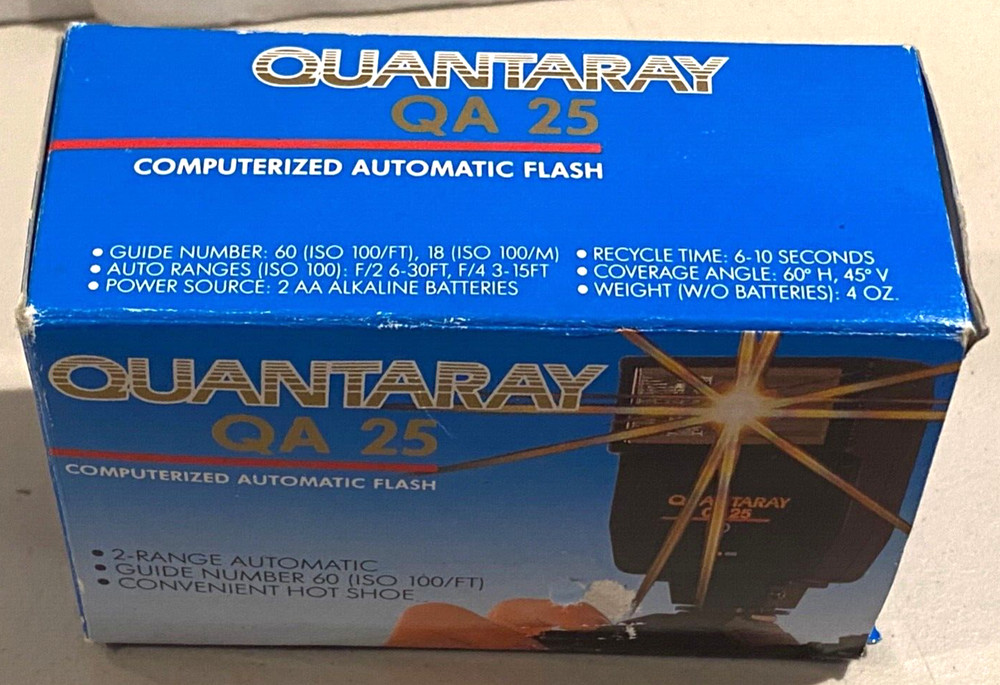 QUANTARAY
QA 25
COMPUTERIZED AUTOMATIC FLASH
• GUIDE NUMBER: 60 (ISO 100/FT), 18 (ISO 100/M)
• AUTO RANGES (ISO 100): F/2 6-30FT, F/4 3-15FT
• POWER SOURCE: 2 AA ALKALINE BATTERIES
• RECYCLE TIME: 6-10 SECONDS
• COVERAGE ANGLE: 60° H, 45° V
• WEIGHT (W/O BATTERIES): 4 OZ.
QUANTARAY
QA 25
COMPUTERIZED AUTOMATIC FLASH
• 2-RANGE AUTOMATIC
• GUIDE NUMBER 60 (ISO 100/FT)
• CONVENIENT HOT SHOE
QUANTARAY